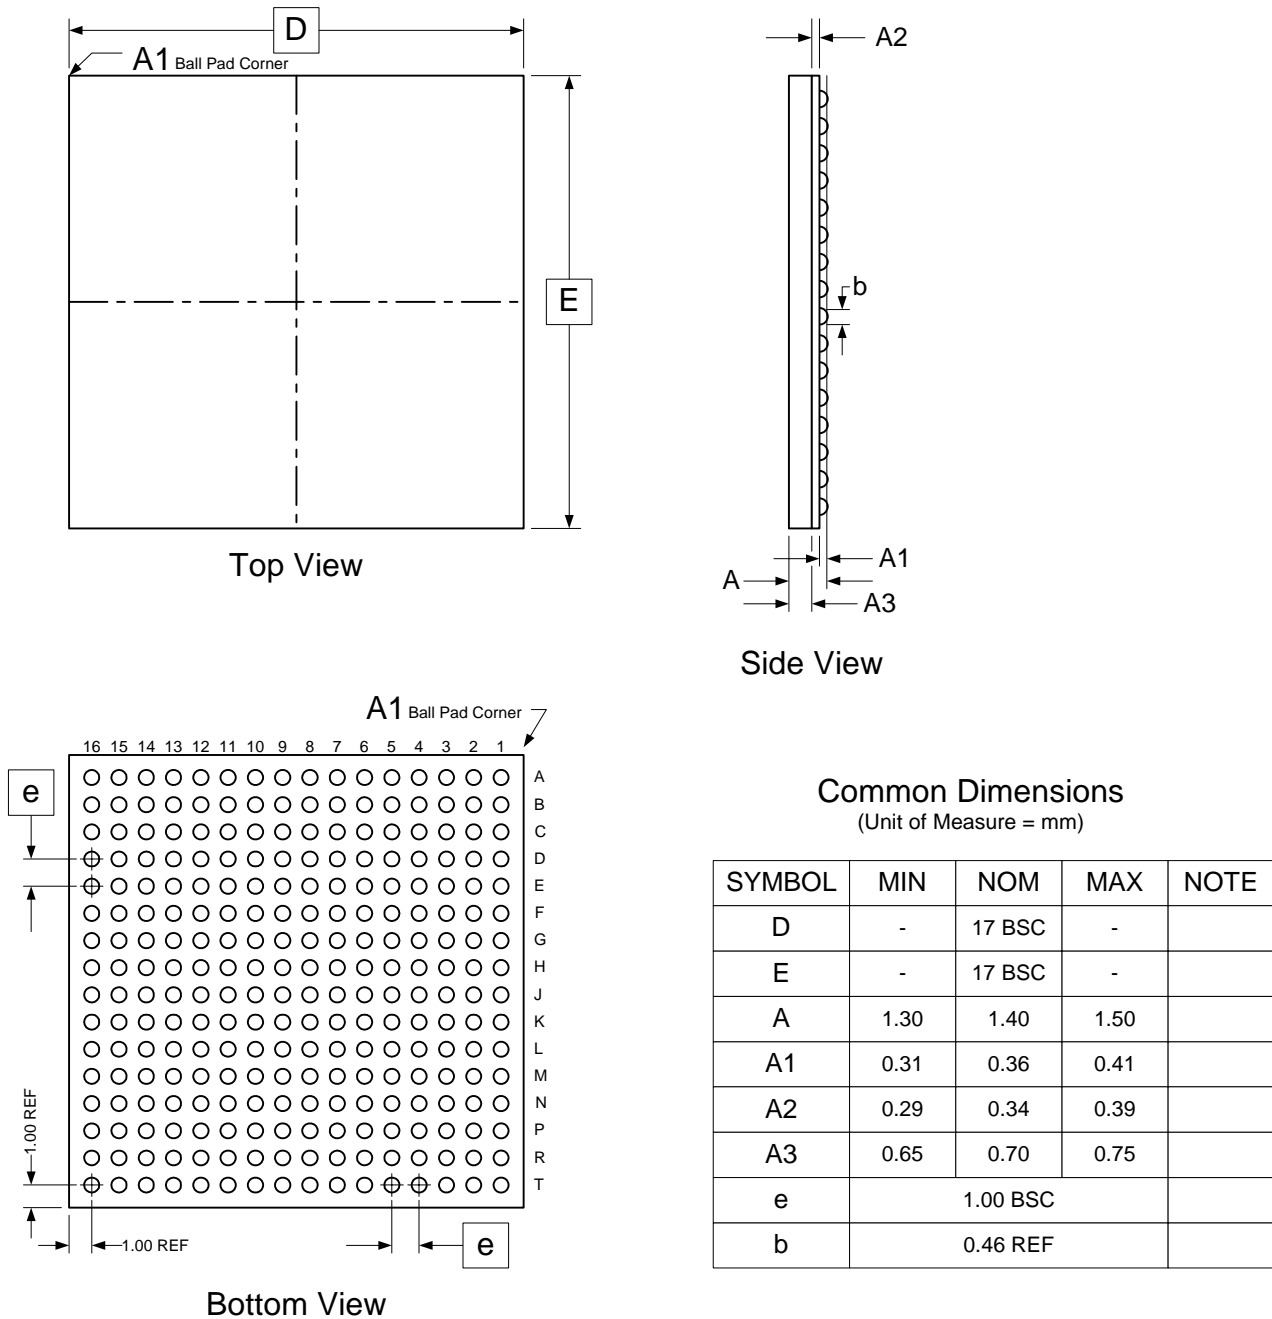 D
A1 Ball Pad Corner
E
Top View
A2
b
A1
A
A3
Side View
A1 Ball Pad Corner
16 15 14 13 12 11 10 9 8 7 6 5 4 3 2 1
A
B
C
D
E
F
G
H
J
K
L
M
N
P
R
T
e
1.00 REF
1.00 REF
e
Bottom View
Common Dimensions
(Unit of Measure = mm)
SYMBOL MIN NOM MAX NOTE
D - 17 BSC -
E - 17 BSC -
A 1.30 1.40 1.50
A1 0.31 0.36 0.41
A2 0.29 0.34 0.39
A3 0.65 0.70 0.75
e 1.00 BSC
b 0.46 REF